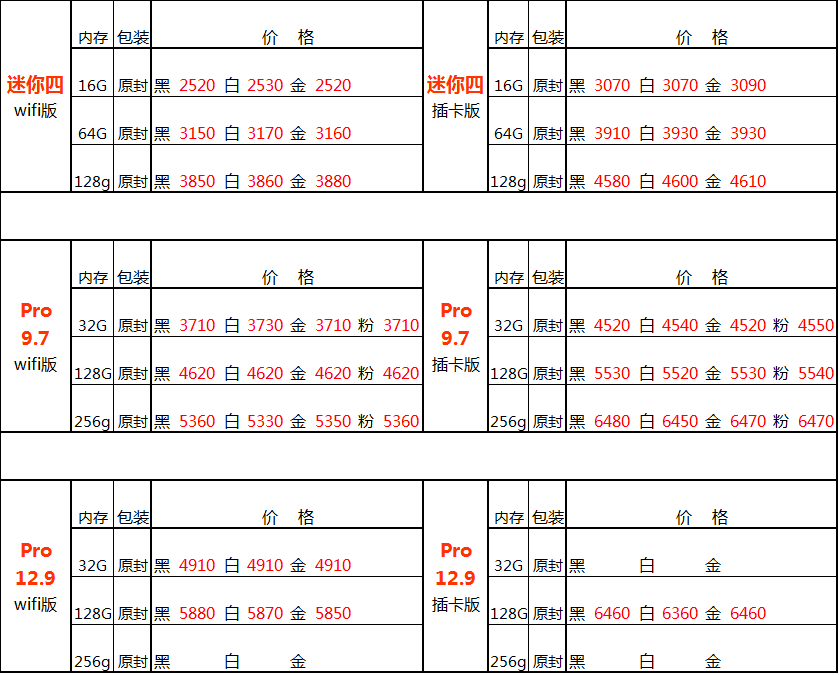 内存 包装 价 格 内存 包装 价 格
迷你四 16G 原封 黑 2520 白 2530 金 2520 迷你四 16G 原封 黑 3070 白 3070 金 3090
wifi版 64G 原封 黑 3150 白 3170 金 3160 插卡版 64G 原封 黑 3910 白 3930 金 3930
128g 原封 黑 3850 白 3860 金 3880 128g 原封 黑 4580 白 4600 金 4610
内存 包装 价 格 内存 包装 价 格
Pro 32G 原封 黑 3710 白 3730 金 3710 粉 3710 Pro 32G 原封 黑 4520 白 4540 金 4520 粉 4550
9.7 9.7
wifi版 128G 原封 黑 4620 白 4620 金 4620 粉 4620 插卡版 128G 原封 黑 5530 白 5520 金 5530 粉 5540
256g 原封 黑 5360 白 5330 金 5350 粉 5360 256g 原封 黑 6480 白 6450 金 6470 粉 6470
内存 包装 价 格 内存 包装 价 格
Pro 32G 原封 黑 4910 白 4910 金 4910 Pro 32G 原封 黑 白 金
12.9 12.9
wifi版 128G 原封 黑 5880 白 5870 金 5850 插卡版 128G 原封 黑 6460 白 6360 金 6460
256g 原封 黑 白 金 256g 原封 黑 白 金